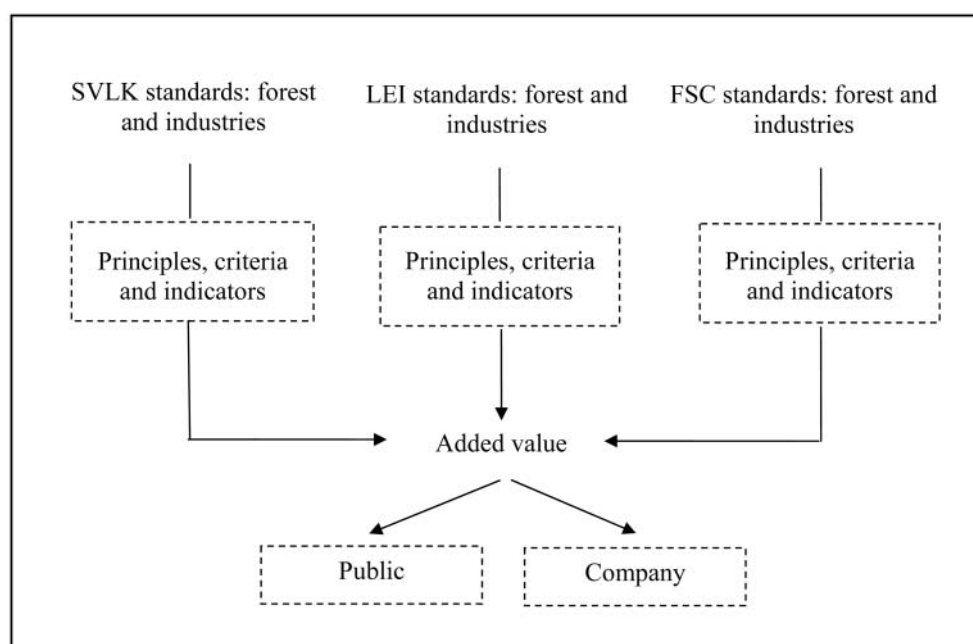 SVLK standards: forest
and industries
LEI standards: forest and
industries
FSC standards: forest and
industries
Principles, criteria
and indicators
Principles, criteria
and indicators
Principles, criteria
and indicators
Added value
Public
Company